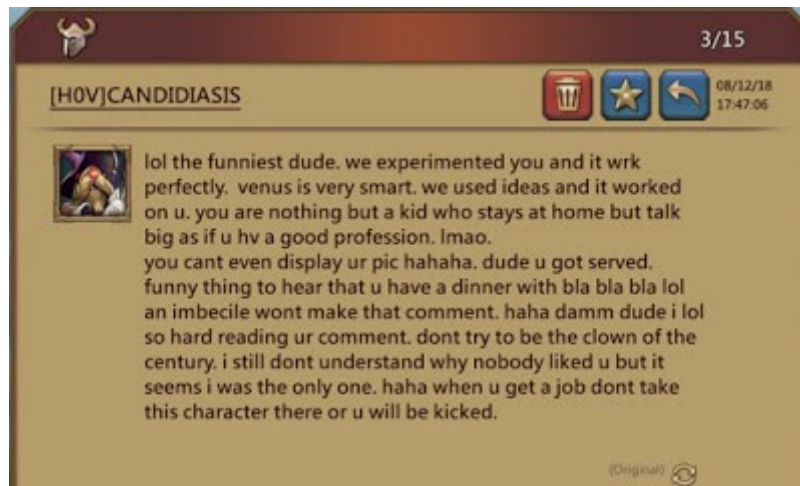 3/15
[H0V]CANDIDIASIS
08/12/18
17:47:06
lol the funniest dude. we experimented you and it wrk
perfectly. venus is very smart. we used ideas and it worked
on u. you are nothing but a kid who stays at home but talk
big as if u hv a good profession. lmao.
you cant even display ur pic hahaha. dude u got served.
funny thing to hear that u have a dinner with bla bla bla lol
an imbecile wont make that comment. haha damm dude i lol
so hard reading ur comment. dont try to be the clown of the
century. i still dont understand why nobody liked u but it
seems i was the only one. haha when u get a job dont take
this character there or u will be kicked.
(Original)